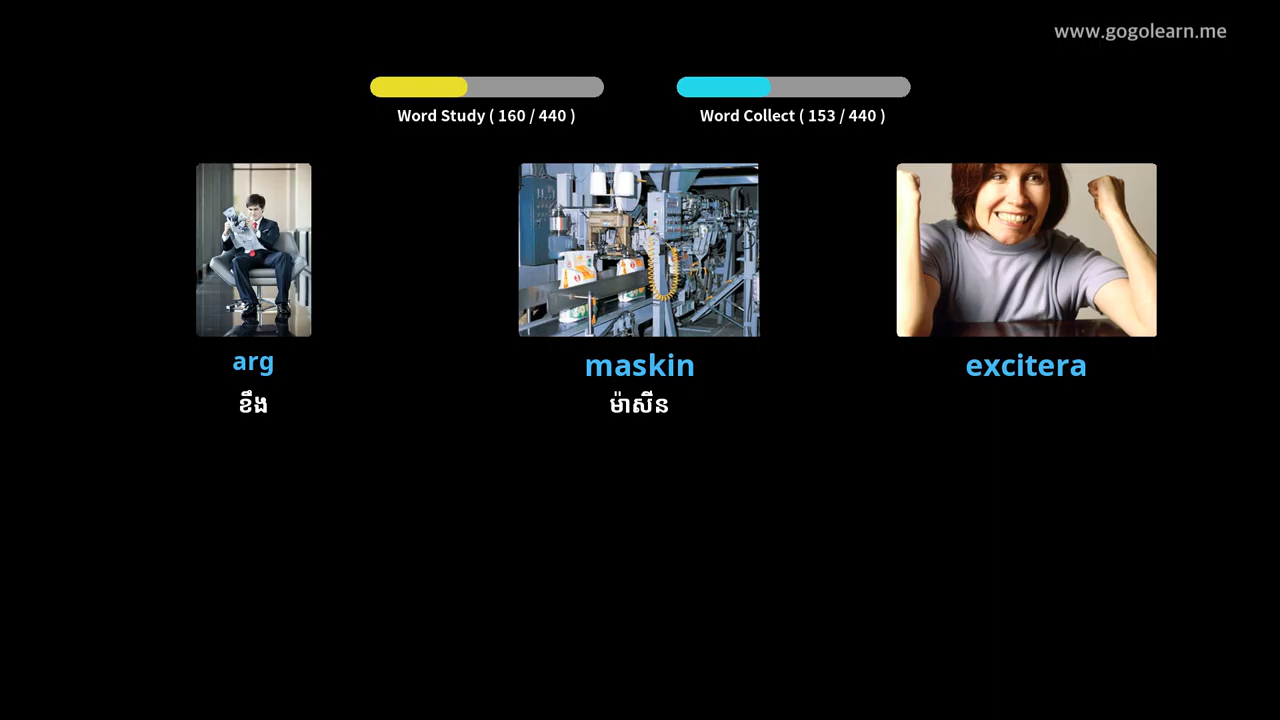 www.gogolearn.me
Word Study ( 160 / 440 )
Word Collect ( 153 / 440 )
arg
maskin
excitera
ខឹង
ម៉ាស៊ីន